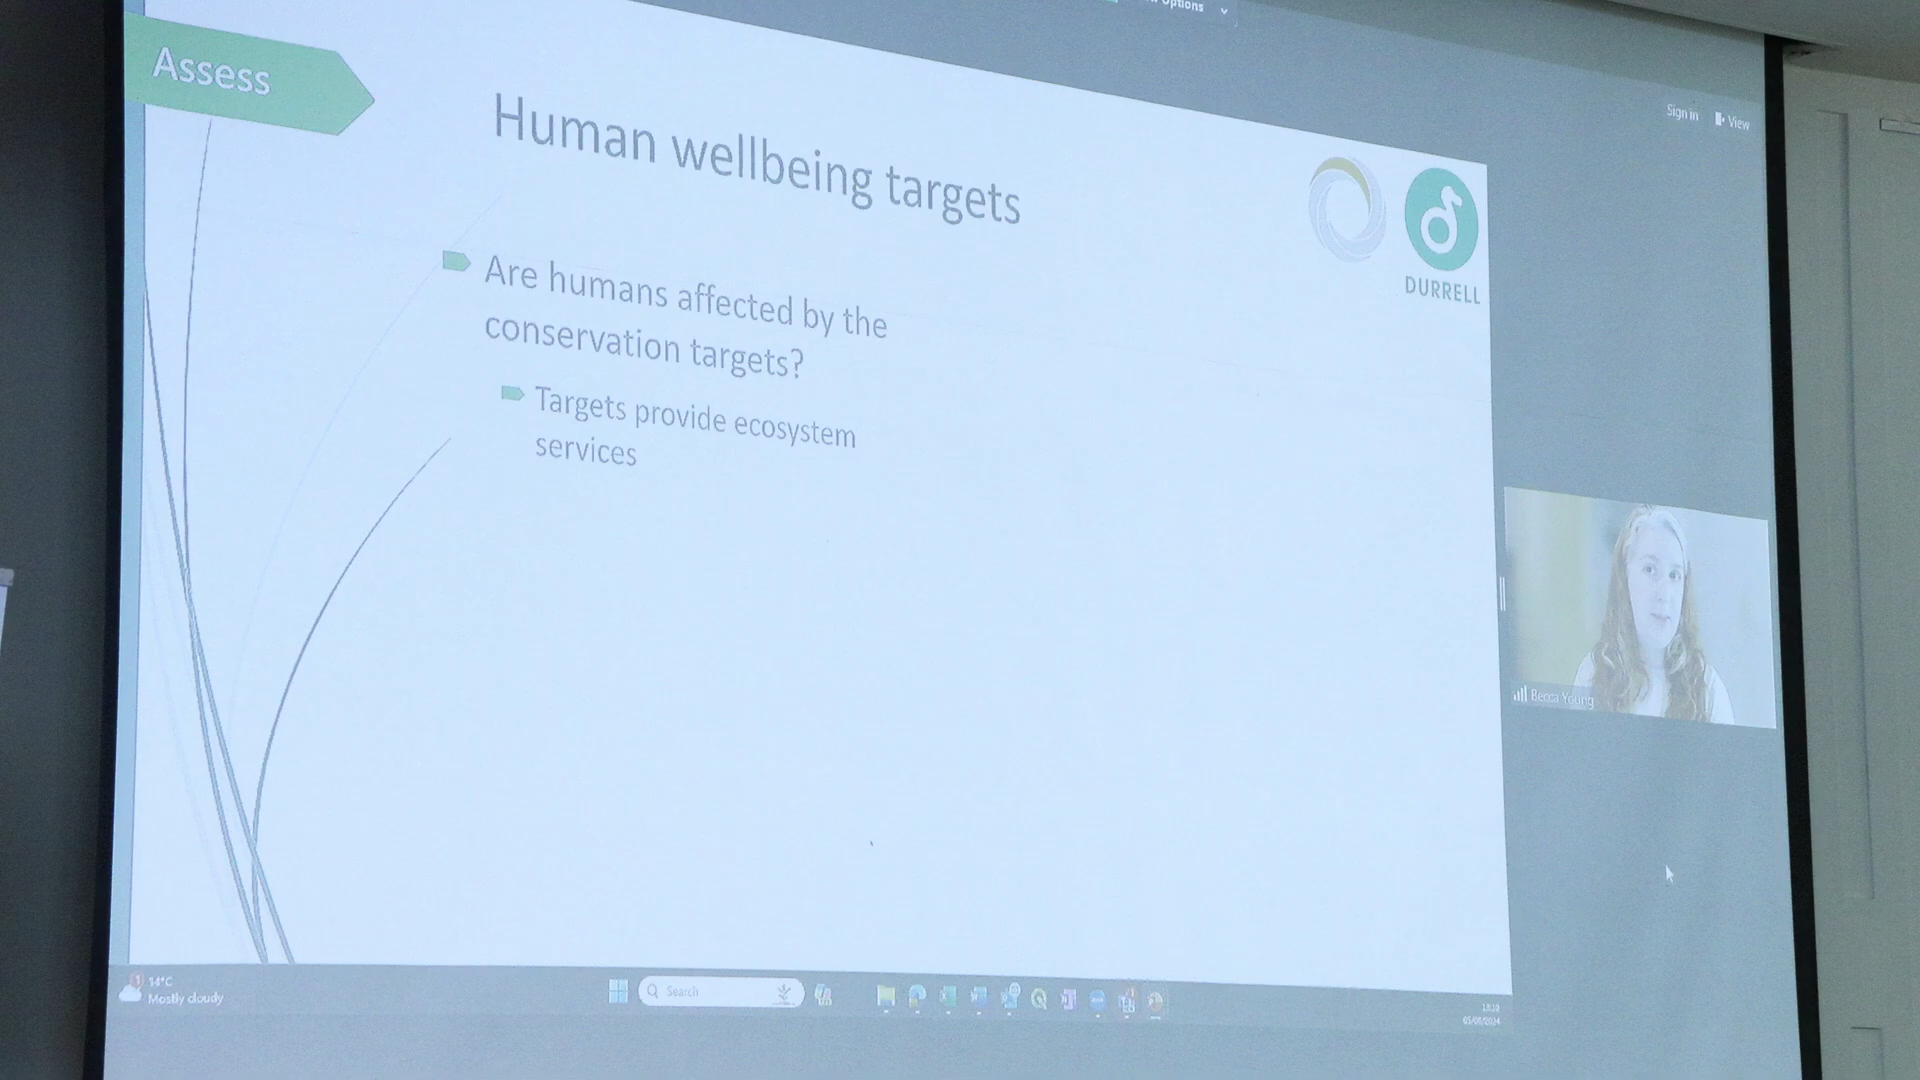 Options
Sign in
View
Assess
Human wellbeing targets
DURRELL
Are humans affected by the
conservation targets?
Targets provide ecosystem
services
Becca Young
14°C
Mostly cloudy
Search